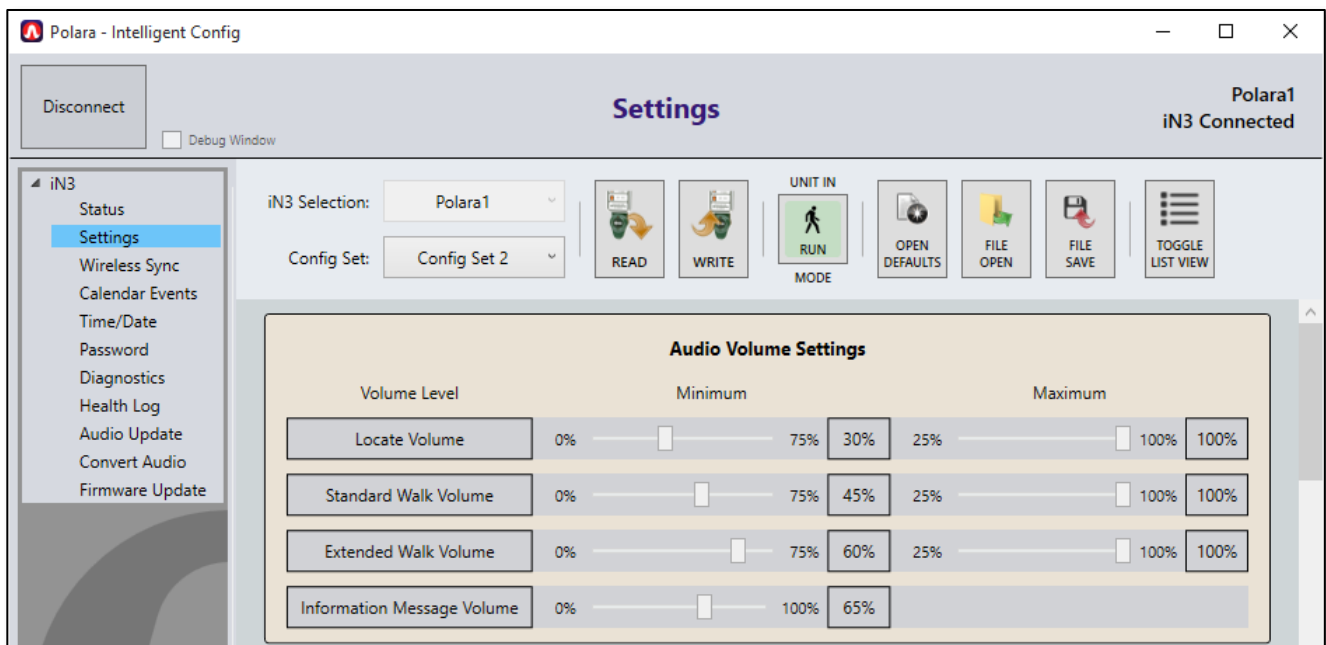 Polara - Intelligent Config
Disconnect
Debug Window
Settings
Polara1
iN3 Connected
iN3
Status
Settings
Wireless Sync
Calendar Events
Time/Date
Password
Diagnostics
Health Log
Audio Update
Convert Audio
Firmware Update
iN3 Selection: Polara1
Config Set: Config Set 2
READ
WRITE
UNIT IN
RUN
MODE
OPEN
DEFAULTS
FILE
OPEN
FILE
SAVE
TOGGLE
LIST VIEW
Audio Volume Settings
Volume Level Minimum Maximum
Locate Volume 0% 75% 30% 25% 100% 100%
Standard Walk Volume 0% 75% 45% 25% 100% 100%
Extended Walk Volume 0% 75% 60% 25% 100% 100%
Information Message Volume 0% 100% 65%